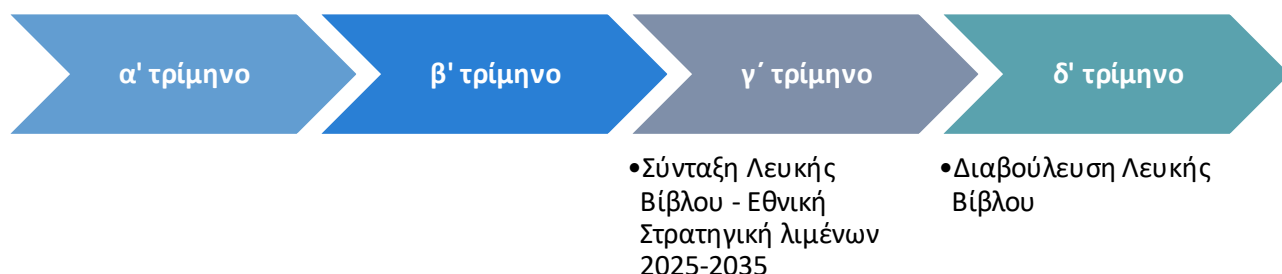 α' τρίμηνο
β' τρίμηνο
γ΄ τρίμηνο
δ' τρίμηνο
•Σύνταξη Λευκής
Βίβλου - Εθνική
Στρατηγική λιμένων
2025-2035
•Διαβούλευση Λευκής
Βίβλου